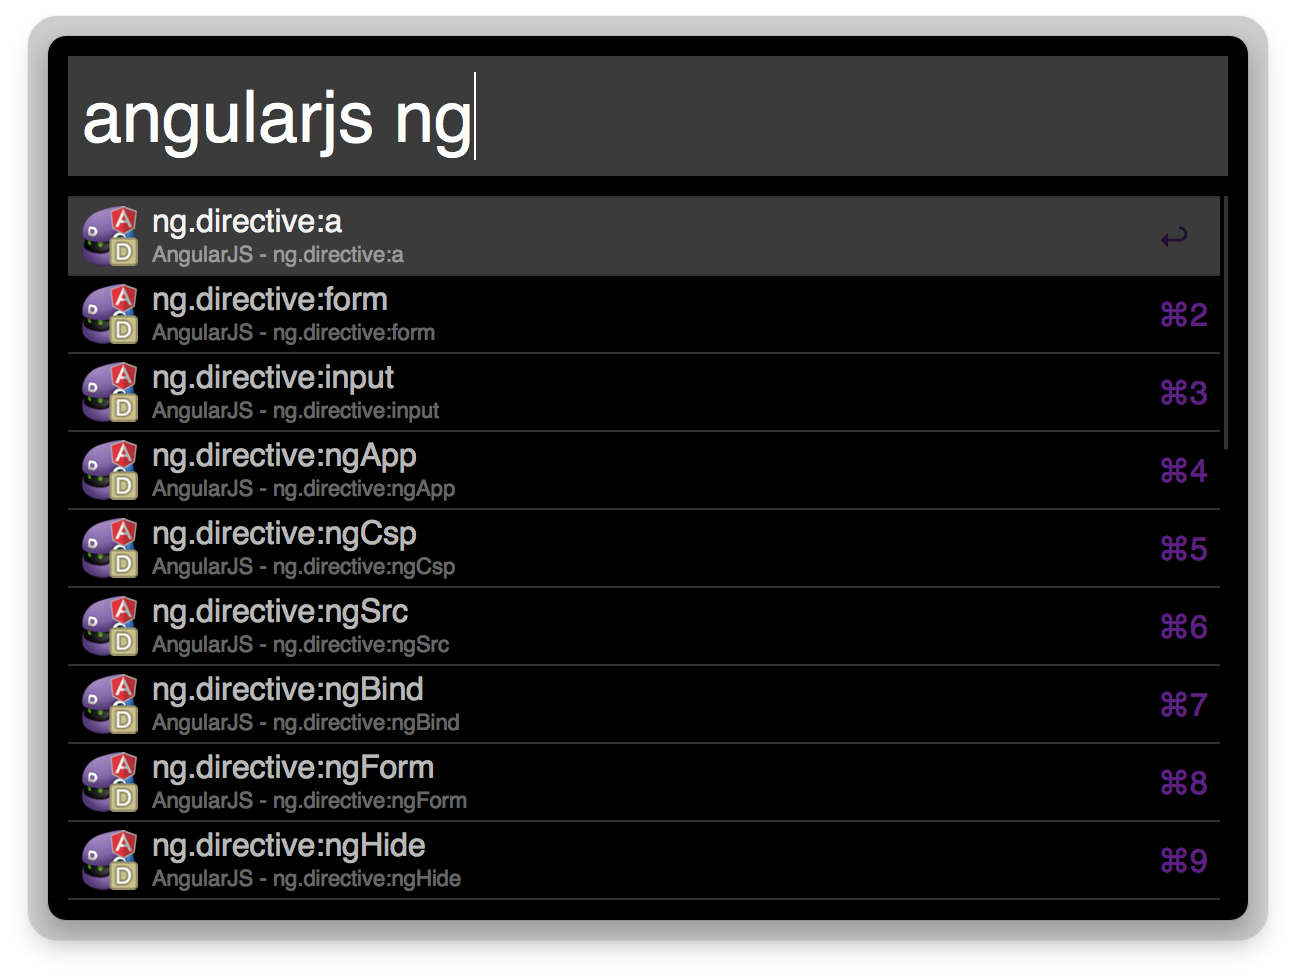 angularjs ng
ng.directive:a
AngularJS - ng.directive:a
↩
ng.directive:form
AngularJS - ng.directive:form
⌘2
ng.directive:input
AngularJS - ng.directive:input
⌘3
ng.directive:ngApp
AngularJS - ng.directive:ngApp
⌘4
ng.directive:ngCsp
AngularJS - ng.directive:ngCsp
⌘5
ng.directive:ngSrc
AngularJS - ng.directive:ngSrc
⌘6
ng.directive:ngBind
AngularJS - ng.directive:ngBind
⌘7
ng.directive:ngForm
AngularJS - ng.directive:ngForm
⌘8
ng.directive:ngHide
AngularJS - ng.directive:ngHide
⌘9